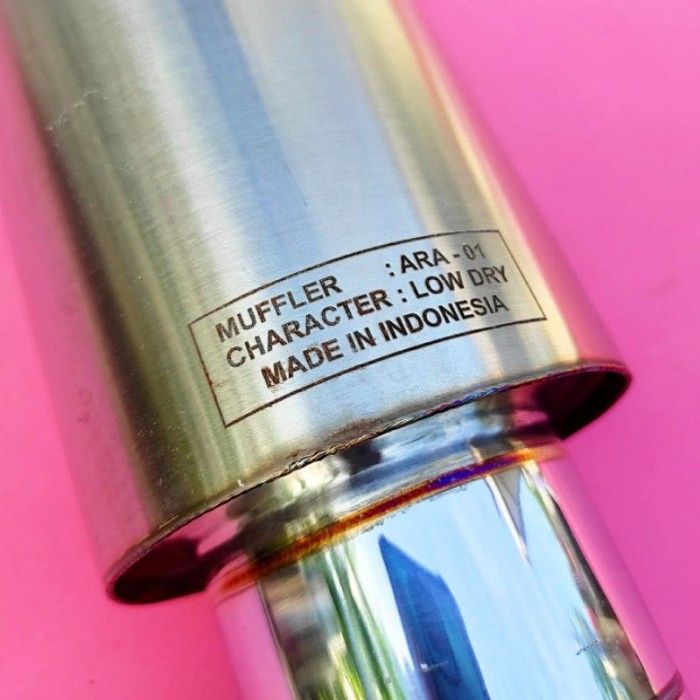 MUFFLER : ARA - 01
CHARACTER : LOW DRY
MADE IN INDONESIA